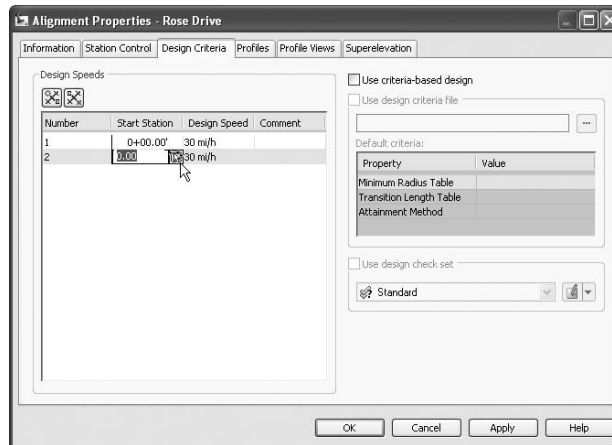 Alignment Properties - Rose Drive
Information Station Control Design Criteria Profiles Profile Views Superelevation
Design Speeds
Number Start Station Design Speed Comment
1 0+00.00' 30 mi/h
2 0.00 30 mi/h
Use criteria-based design
Use design criteria file
...
Default criteria:
Property Value
Minimum Radius Table
Transition Length Table
Attainment Method
Use design check set
Standard
OK Cancel Apply Help